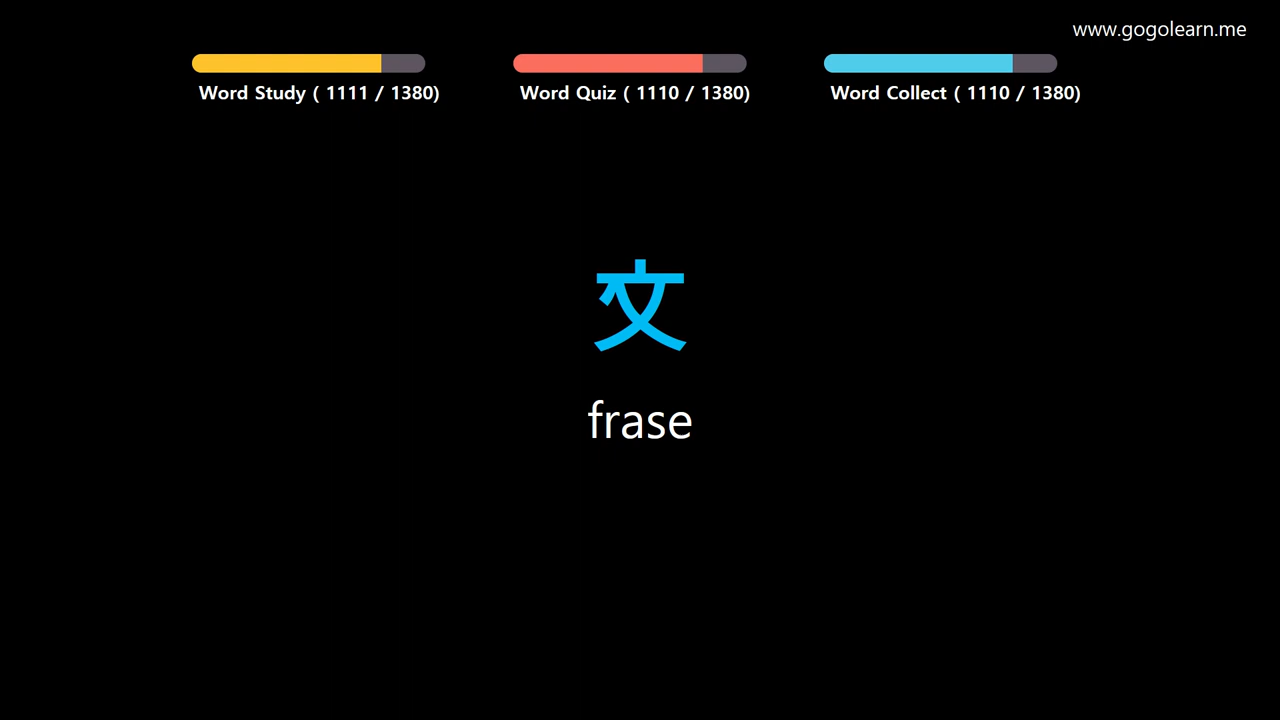 www.gogolearn.me
Word Study ( 1111 / 1380)
Word Quiz ( 1110 / 1380)
Word Collect ( 1110 / 1380)
文
frase